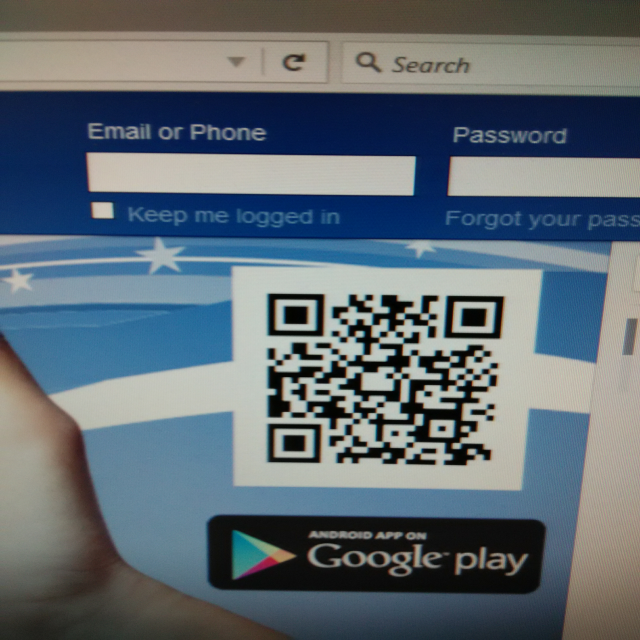 Search
Email or Phone
Password
Keep me logged in
Forgot your pass
ANDROID APP ON
Google play